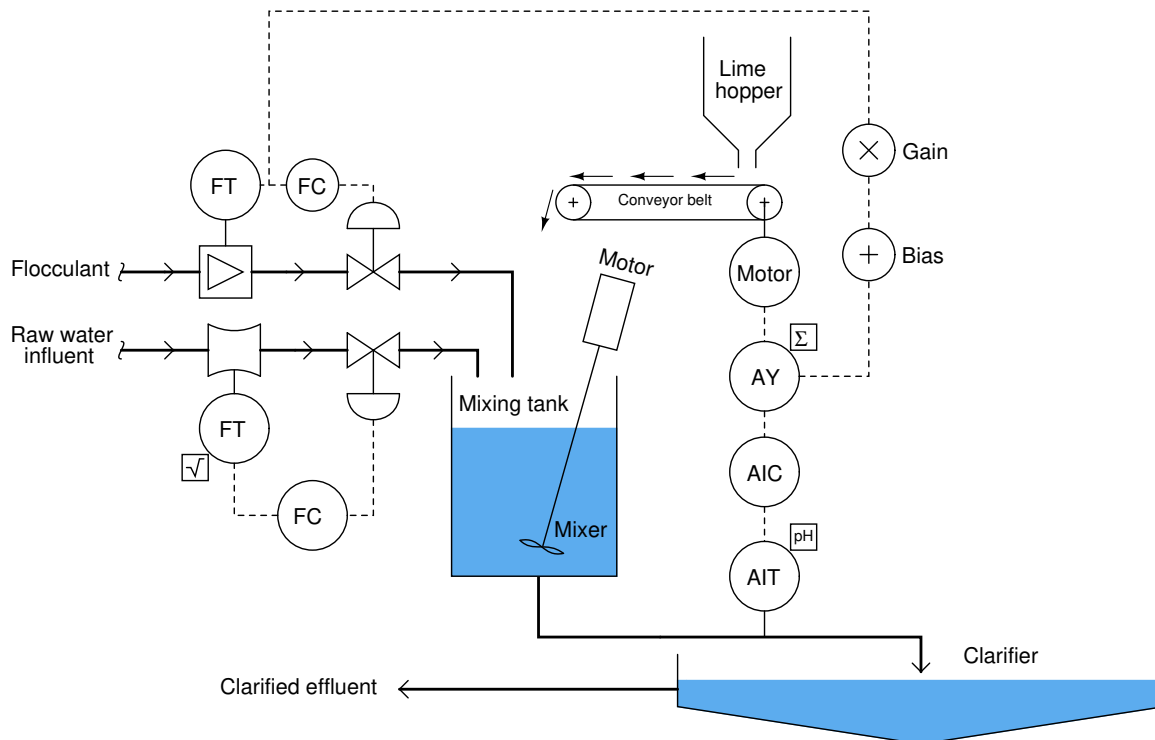 Lime
hopper
Gain
FT
FC
Conveyor belt
Motor
Bias
Flocculant
Motor
Raw water
influent
Σ
AY
Mixing tank
FT
√
AIC
FC
Mixer
pH
AIT
Clarifier
Clarified effluent